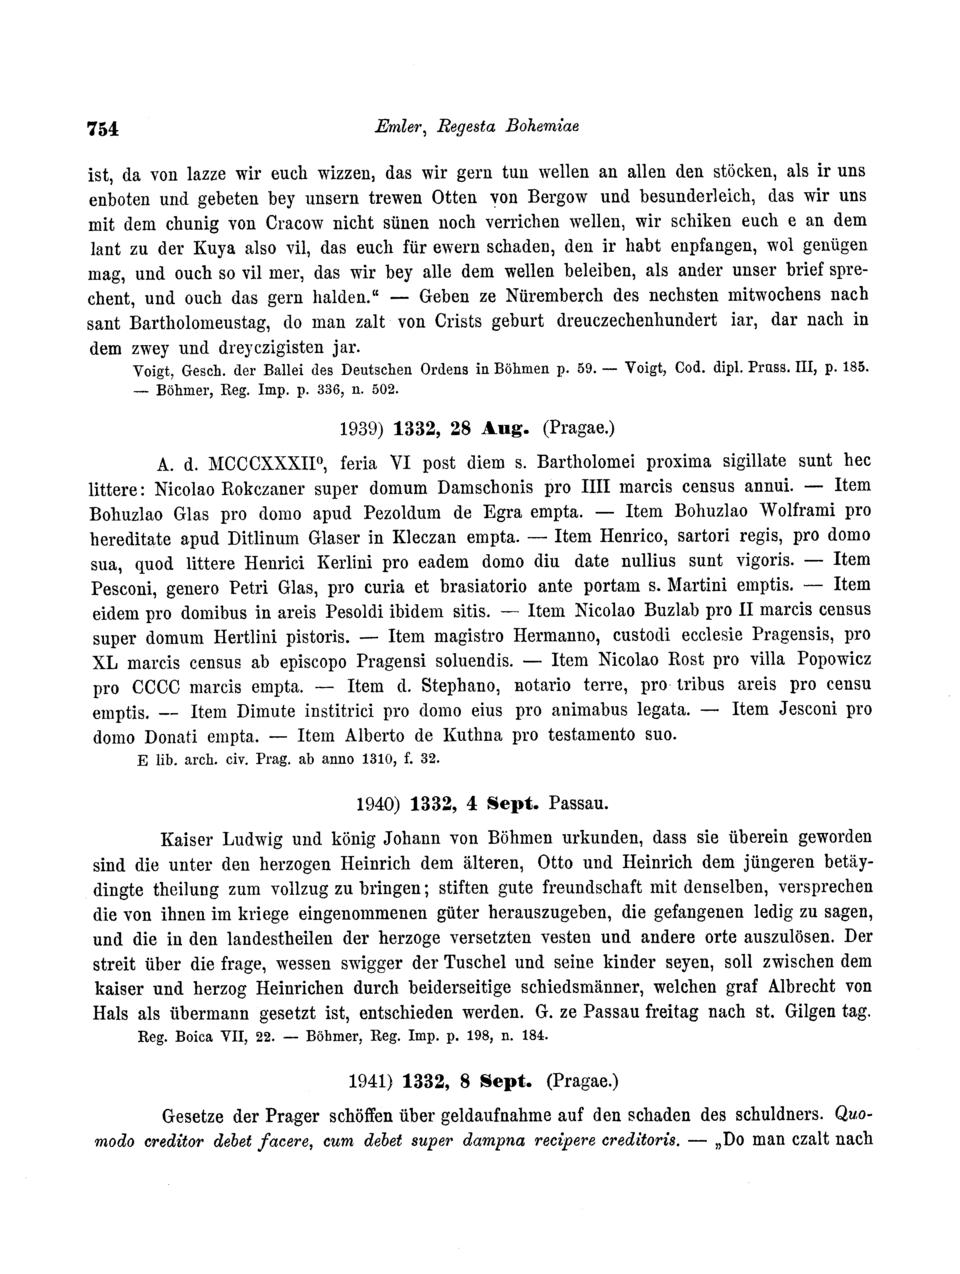 754 Emler, Regesta Bohemiae
ist, da von lazze wir euch wizzen, das wir gern tun wellen an allen den stöcken, als ir uns
enboten und gebeten bey unsern trewen Otten von Bergow und besunderleich, das wir uns
mit dem chunig von Cracow nicht sünen noch verrichen wellen, wir schiken euch e an dem
lant zu der Kuya also vil, das euch für ewern schaden, den ir habt enpfangen, wol genügen
mag, und ouch so vil mer, das wir bey alle dem wellen beleiben, als ander unser brief spre-
chent, und ouch das gern halden.“ — Geben ze Nüremberch des nechsten mitwochens nach
sant Bartholomeustag, do man zalt von Crists geburt dreuczechenhundert iar, dar nach in
dem zwey und dreyczigisten jar.
Voigt, Gesch. der Ballei des Deutschen Ordens in Böhmen p. 59. — Voigt, Cod. dipl. Pruss. III, p. 185.
— Böhmer, Reg. Imp. p. 336, n. 502.
1939) 1332, 28 Aug. (Pragae.)
A. d. MCCCXXXII⁰, feria VI post diem s. Bartholomei proxima sigillate sunt hec
littere: Nicolao Rokczaner super domum Damschonis pro IIII marcis census annui. — Item
Bohuzlao Glas pro domo apud Pezoldum de Egra empta. — Item Bohuzlao Wolframi pro
hereditate apud Ditlinum Glaser in Kleczan empta. — Item Henrico, sartori regis, pro domo
sua, quod littere Henrici Kerlini pro eadem domo diu date nullius sunt vigoris. — Item
Pesconi, genero Petri Glas, pro curia et brasiatorio ante portam s. Martini emptis. — Item
eidem pro domibus in areis Pesoldi ibidem sitis. — Item Nicolao Buzlab pro II marcis census
super domum Hertlini pistoris. — Item magistro Hermanno, custodi ecclesie Pragensis, pro
XL marcis census ab episcopo Pragensi soluendis. — Item Nicolao Rost pro villa Popowicz
pro CCCC marcis empta. — Item d. Stephano, notario terre, pro tribus areis pro censu
emptis. — Item Dimute institrici pro domo eius pro animabus legata. — Item Jesconi pro
domo Donati empta. — Item Alberto de Kuthna pro testamento suo.
E lib. arch. civ. Prag. ab anno 1310, f. 32.
1940) 1332, 4 Sept. Passau.
Kaiser Ludwig und könig Johann von Böhmen urkunden, dass sie überein geworden
sind die unter den herzogen Heinrich dem älteren, Otto und Heinrich dem jüngeren betäy-
dingte theilung zum vollzug zu bringen; stiften gute freundschaft mit denselben, versprechen
die von ihnen im kriege eingenommenen güter herauszugeben, die gefangenen ledig zu sagen,
und die in den landestheilen der herzoge versetzten vesten und andere orte auszulösen. Der
streit über die frage, wessen swigger der Tuschel und seine kinder seyen, soll zwischen dem
kaiser und herzog Heinrichen durch beiderseitige schiedsmänner, welchen graf Albrecht von
Hals als übermann gesetzt ist, entschieden werden. G. ze Passau freitag nach st. Gilgen tag.
Reg. Boica VII, 22. — Böhmer, Reg. Imp. p. 198, n. 184.
1941) 1332, 8 Sept. (Pragae.)
Gesetze der Prager schöffen über geldaufnahme auf den schaden des schuldners. Quo-
modo creditor debet facere, cum debet super dampna recipere creditoris. — „Do man czalt nach